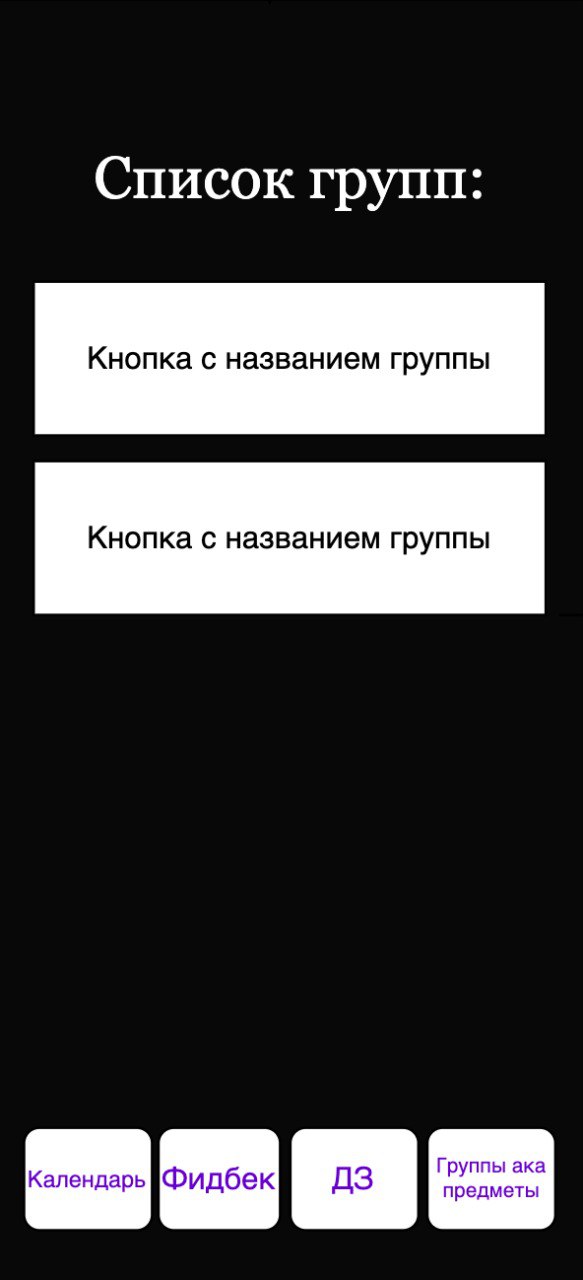 Список групп:
Кнопка с названием группы
Кнопка с названием группы
Календарь
Фидбек
ДЗ
Группы ака
предметы